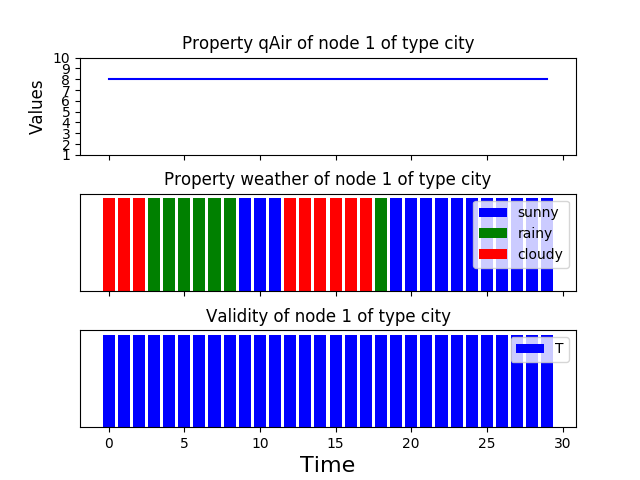 Property qAir of node 1 of type city
Values
10
9
8
7
6
5
4
3
2
1
Property weather of node 1 of type city
sunny
rainy
cloudy
Validity of node 1 of type city
T
0 5 10 15 20 25 30
Time